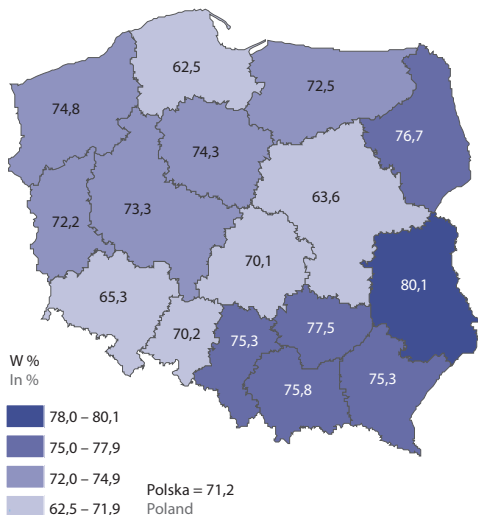 62,5
72,5
74,8
76,7
74,3
63,6
73,3
72,2
70,1
80,1
65,3
70,2
75,3
77,5
75,8
75,3
W %
In %
78,0 – 80,1
75,0 – 77,9
72,0 – 74,9
62,5 – 71,9
Polska = 71,2
Poland